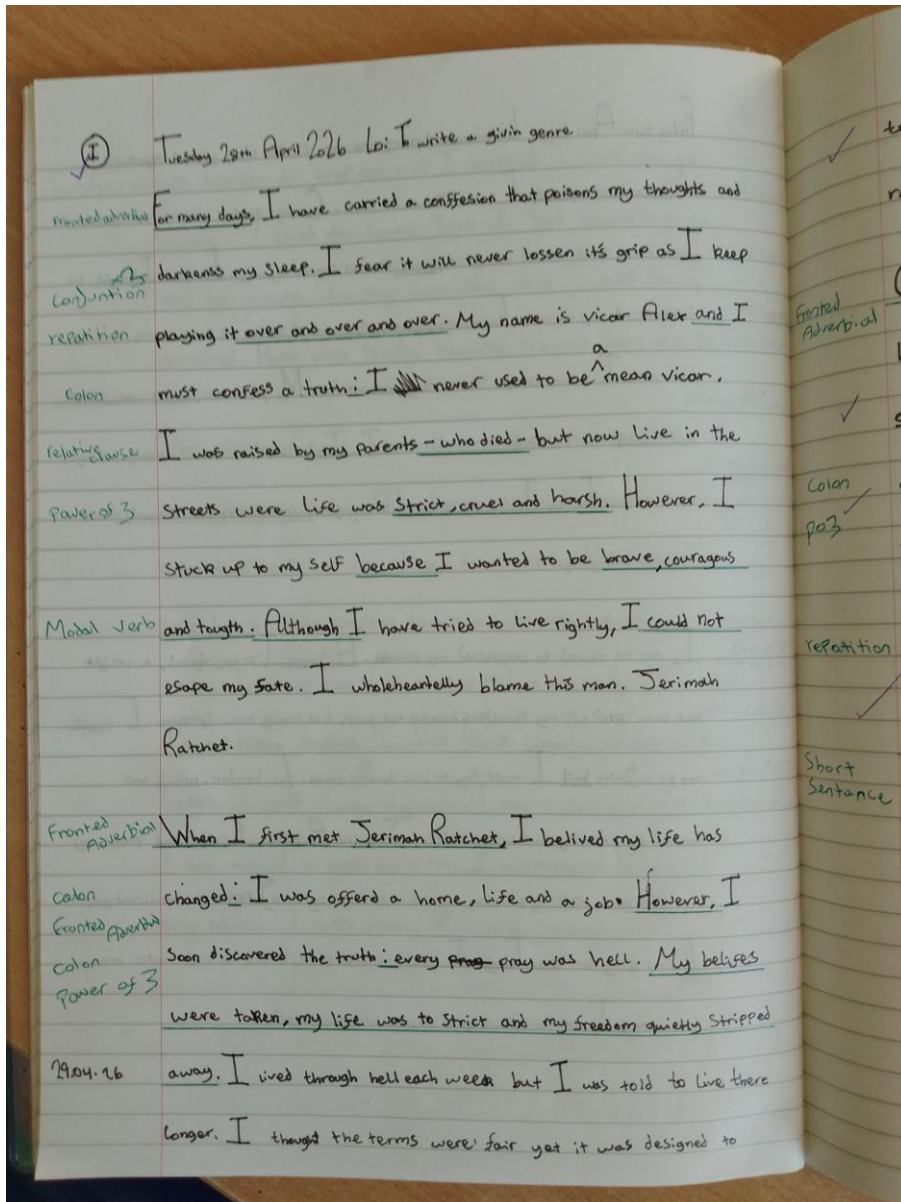 I Tuesday 28th April 2026 Lo: To write a givin genre
Fronted adverbial For many days, I have carried a conffesion that poisons my thoughts and
darkenss my sleep. I fear it will never lossen it's grip as I keep
Conjuntion
repatition playing it over and over and over. My name is vicar Alex and I
a
Colon must confess a truth: I never used to be ^ mean vicar.
relative clause I was raised by my parents - who died - but now live in the
Power of 3 streets were life was strict, cruel and harsh. However, I
stuck up to my self because I wanted to be brave, couragous
Modal verb and tougth. Although I have tried to live rightly, I could not
esape my fate. I wholeheartelly blame this man. Jerimah
Ratchet.
Fronted Adverbial When I first met Jerimah Ratchet, I belived my life has
colon changed: I was offerd a home, life and a job. However, I
Fronted Adverbial
colon soon discovered the truth: every pray was hell. My belifes
Power of 3
were taken, my life was to strict and my freedom quietly stripped
29.04.26 away. I ived through hell each week but I was told to live there
longer. I thought the terms were fair yet it was designed to
Fronted
Adverbial
Colon
po3
repatition
Short
Sentance